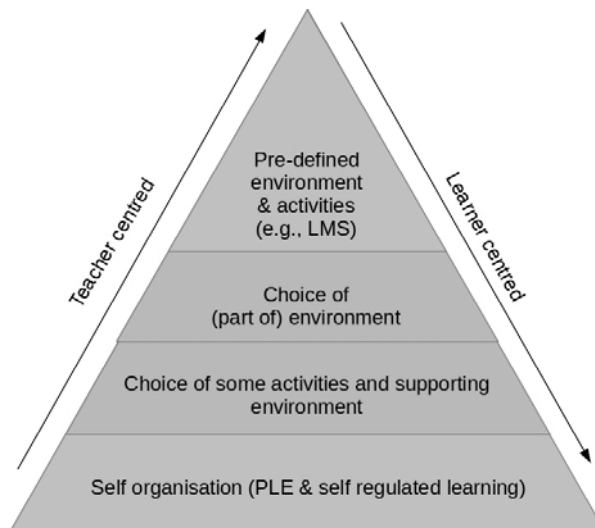 Pre-defined
environment
& activities
(e.g., LMS)
Teacher centred
Learner centred
Choice of
(part of) environment
Choice of some activities and supporting
environment
Self organisation (PLE & self regulated learning)